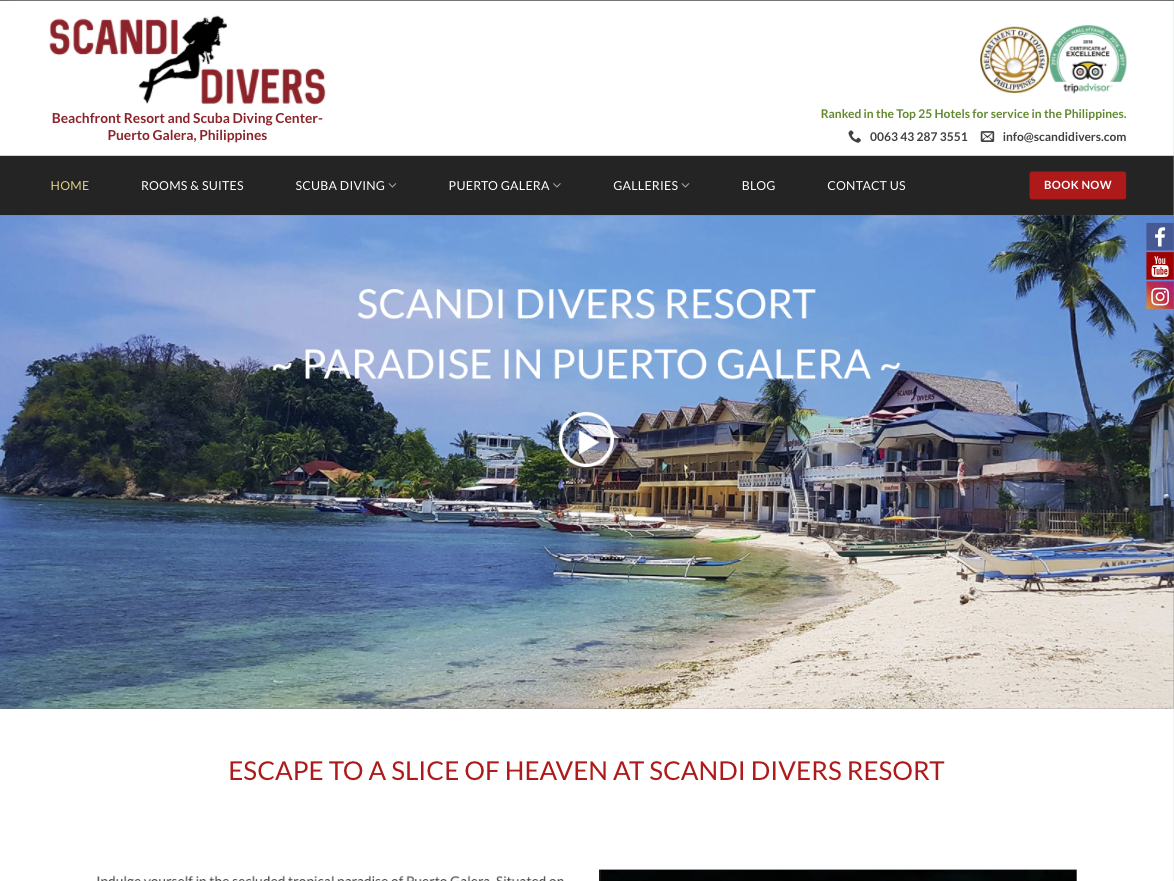 SCANDI
DIVERS
Beachfront Resort and Scuba Diving Center-
Puerto Galera, Philippines
DEPARTMENT OF TOURISM
PHILIPPINES
HALL of FAME
2018
CERTIFICATE of
EXCELLENCE
tripadvisor
Ranked in the Top 25 Hotels for service in the Philippines.
0063 43 287 3551 info@scandidivers.com
HOME ROOMS & SUITES SCUBA DIVING PUERTO GALERA GALLERIES BLOG CONTACT US BOOK NOW
You
Tube
SCANDI DIVERS RESORT
~ PARADISE IN PUERTO GALERA ~
SCANDI DIVERS
ESCAPE TO A SLICE OF HEAVEN AT SCANDI DIVERS RESORT
Indulge yourself in the secluded tropical paradise of Puerto Galera. Situated on